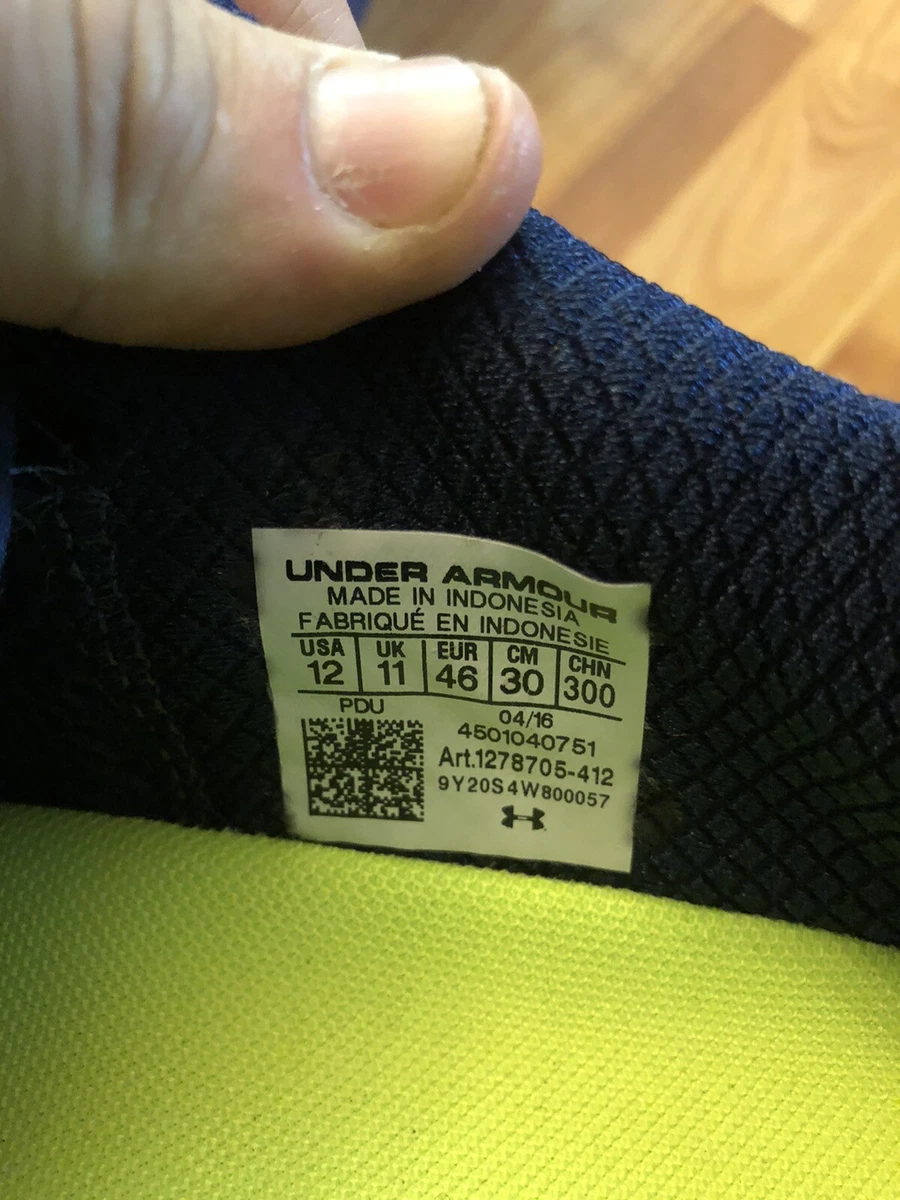 UNDER ARMOUR
MADE IN INDONESIA
FABRIQUÉ EN INDONESIE
USA UK EUR CM CHN
12 11 46 30 300
PDU
04/16
4501040751
Art.1278705-412
9Y20S4W800057